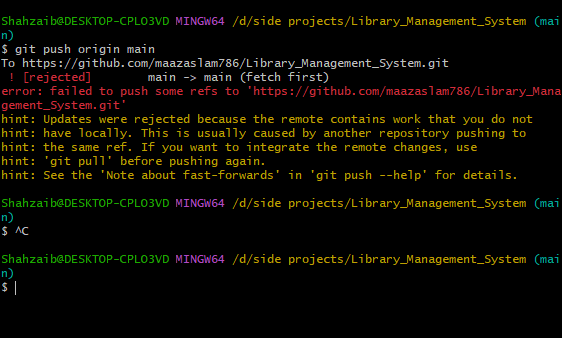 Shahzaib@DESKTOP-CPLO3VD MINGW64 /d/side projects/Library_Management_System (mai
n)
$ git push origin main
To https://github.com/maazaslam786/Library_Management_System.git
 ! [rejected]        main -> main (fetch first)
error: failed to push some refs to 'https://github.com/maazaslam786/Library_Mana
gement_System.git'
hint: Updates were rejected because the remote contains work that you do not
hint: have locally. This is usually caused by another repository pushing to
hint: the same ref. If you want to integrate the remote changes, use
hint: 'git pull' before pushing again.
hint: See the 'Note about fast-forwards' in 'git push --help' for details.
Shahzaib@DESKTOP-CPLO3VD MINGW64 /d/side projects/Library_Management_System (mai
n)
$ ^C
Shahzaib@DESKTOP-CPLO3VD MINGW64 /d/side projects/Library_Management_System (mai
n)
$